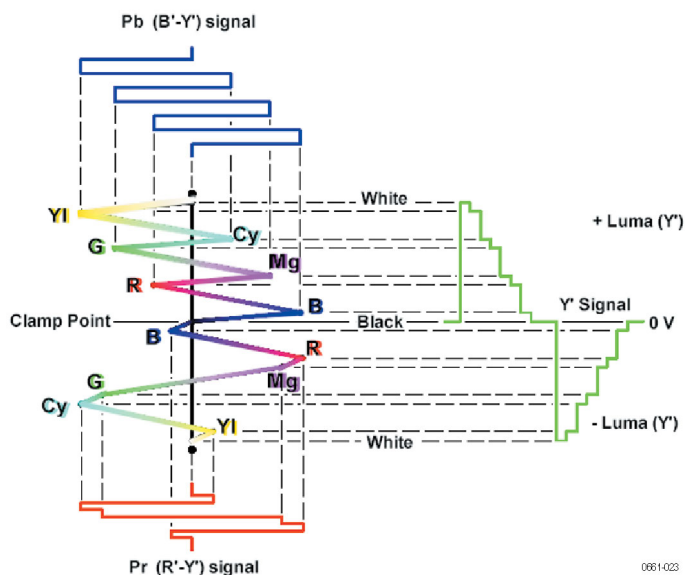 Pb (B'-Y') signal
White
Yl
+ Luma (Y')
Cy
G
Mg
R
B
Y' Signal
Clamp Point
Black
0 V
B
R
Mg
G
Cy
Yl
- Luma (Y')
White
Pr (R'-Y') signal
0661-023